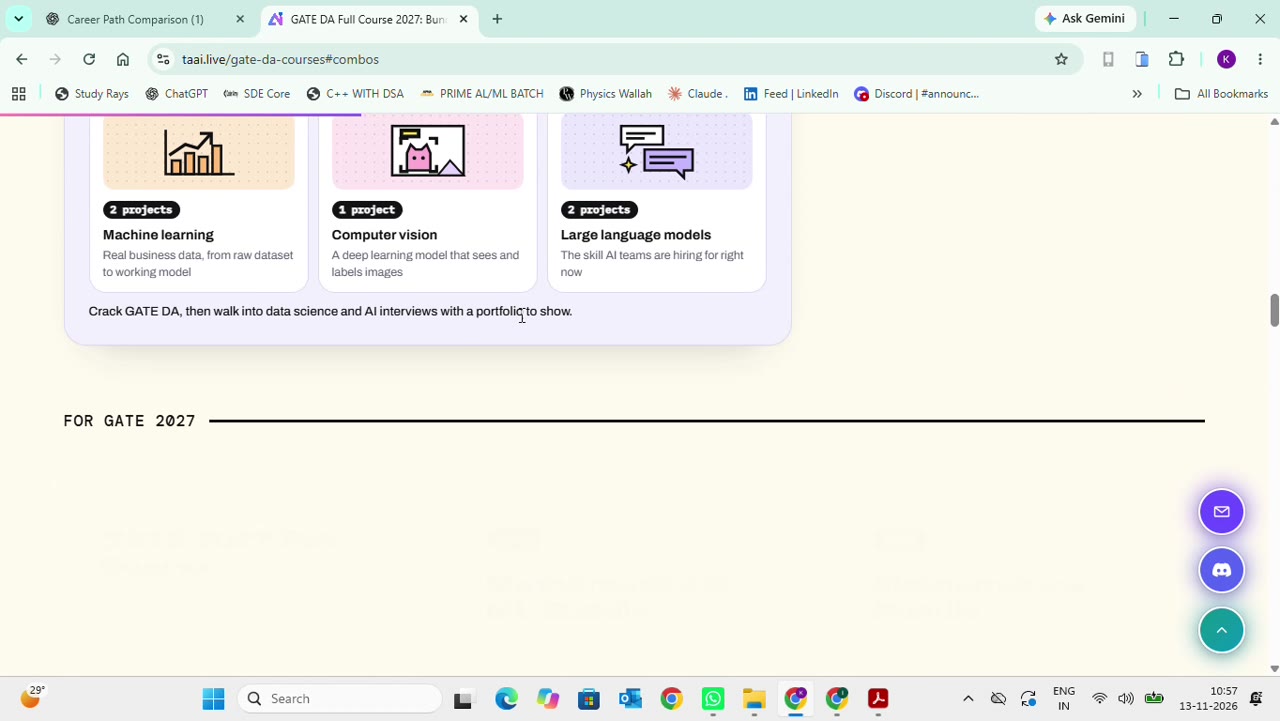 Career Path Comparison (1)
GATE DA Full Course 2027: Bun
Ask Gemini
taai.live/gate-da-courses#combos
K
Study Rays
ChatGPT
SDE Core
C++ WITH DSA
PRIME AL/ML BATCH
Physics Wallah
Claude .
Feed | LinkedIn
Discord | #announc...
All Bookmarks
2 projects
Machine learning
Real business data, from raw dataset
to working model
1 project
Computer vision
A deep learning model that sees and
labels images
2 projects
Large language models
The skill AI teams are hiring for right
now
Crack GATE DA, then walk into data science and AI interviews with a portfolio to show.
FOR GATE 2027
29°
Search
ENG
IN
10:57
13-11-2026